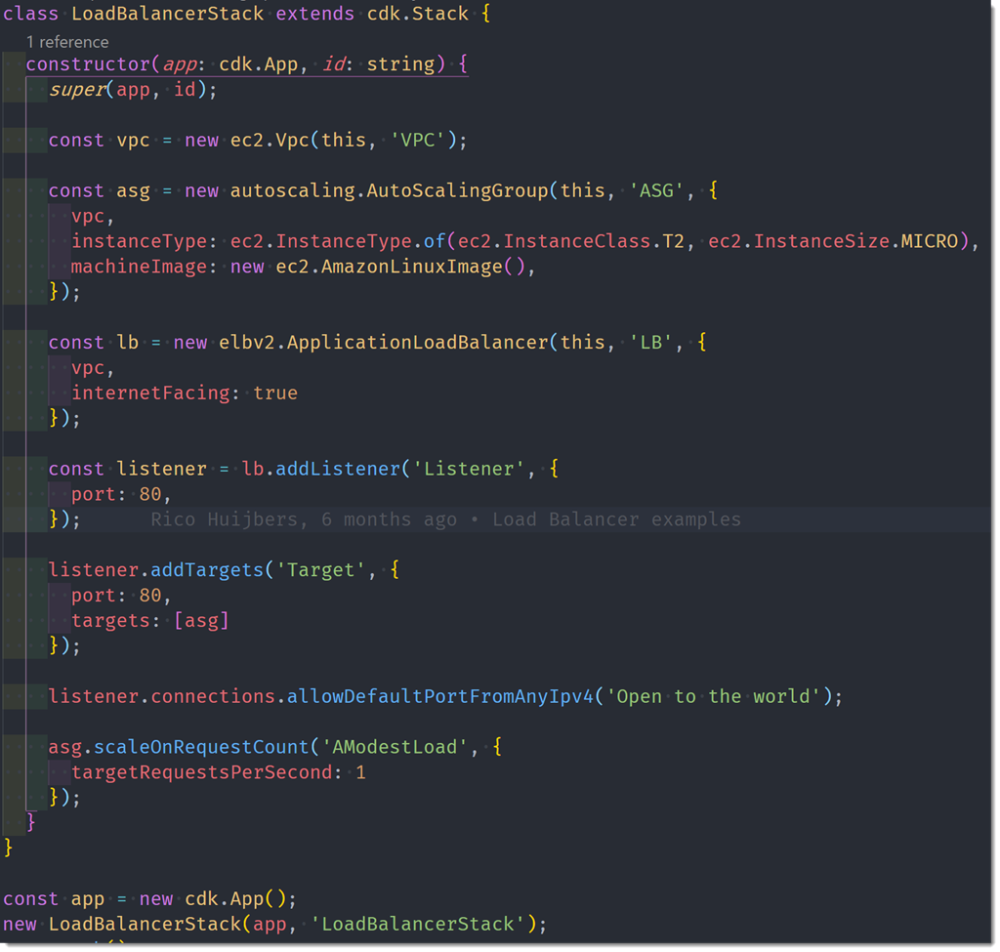 class LoadBalancerStack extends cdk.Stack {
1 reference
constructor(app: cdk.App, id: string) {
super(app, id);
const vpc = new ec2.Vpc(this, 'VPC');
const asg = new autoscaling.AutoScalingGroup(this, 'ASG', {
vpc,
instanceType: ec2.InstanceType.of(ec2.InstanceClass.T2, ec2.InstanceSize.MICRO),
machineImage: new ec2.AmazonLinuxImage(),
});
const lb = new elbv2.ApplicationLoadBalancer(this, 'LB', {
vpc,
internetFacing: true
});
const listener = lb.addListener('Listener', {
port: 80,
}); Rico Huijbers, 6 months ago • Load Balancer examples
listener.addTargets('Target', {
port: 80,
targets: [asg]
});
listener.connections.allowDefaultPortFromAnyIpv4('Open to the world');
asg.scaleOnRequestCount('AModestLoad', {
targetRequestsPerSecond: 1
});
}
}
const app = new cdk.App();
new LoadBalancerStack(app, 'LoadBalancerStack');